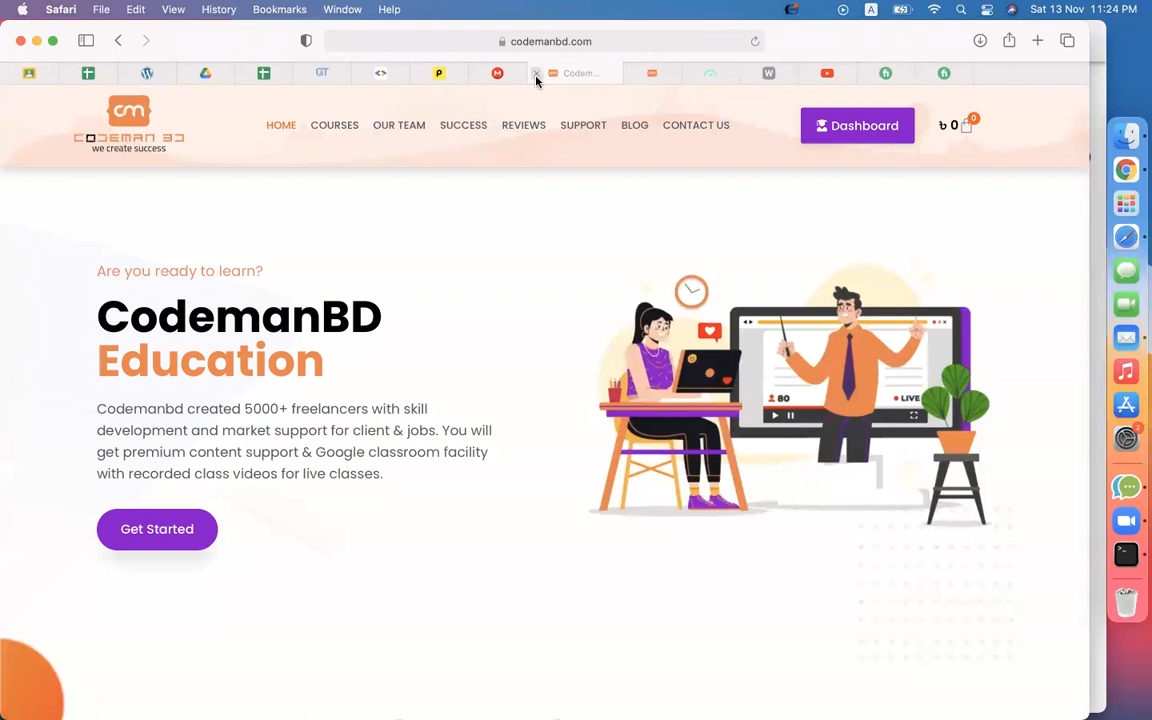 Safari File Edit View History Bookmarks Window Help A Sat 13 Nov 11:24 PM
codemanbd.com
GT P M Codem... W
cm
CODEMAN BD
we create success
HOME COURSES OUR TEAM SUCCESS REVIEWS SUPPORT BLOG CONTACT US Dashboard ৳ 0 0
Are you ready to learn?
CodemanBD
Education
Codemanbd created 5000+ freelancers with skill
development and market support for client & jobs. You will
get premium content support & Google classroom facility
with recorded class videos for live classes.
Get Started
80 LIVE
2